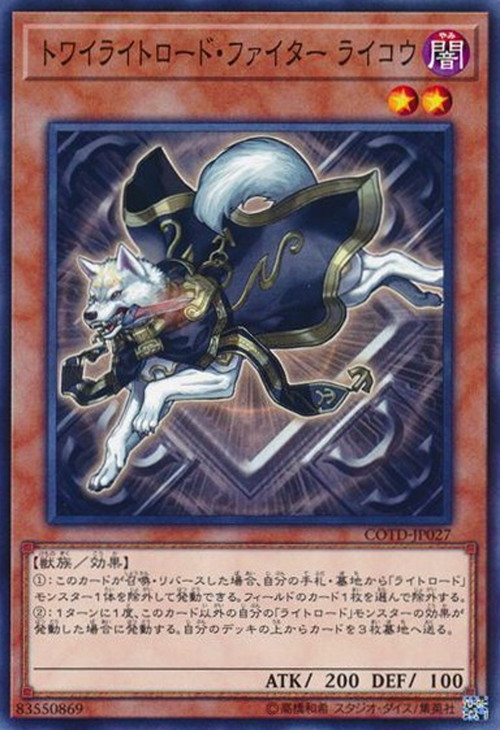 トワイライトロード・ファイター ライコウ
闇
COTD-JP027
【獣族/効果】
①:このカードが召喚・リバースした場合、自分の手札・墓地から「ライトロード」
モンスター1体を除外して発動できる。フィールドのカード1枚を選んで除外する。
②:1ターンに1度、このカード以外の自分の「ライトロード」モンスターの効果が
発動した場合に発動する。自分のデッキの上からカードを3枚墓地へ送る。
ATK/ 200 DEF/ 100
83550869
©高橋和希 スタジオ・ダイス/集英社